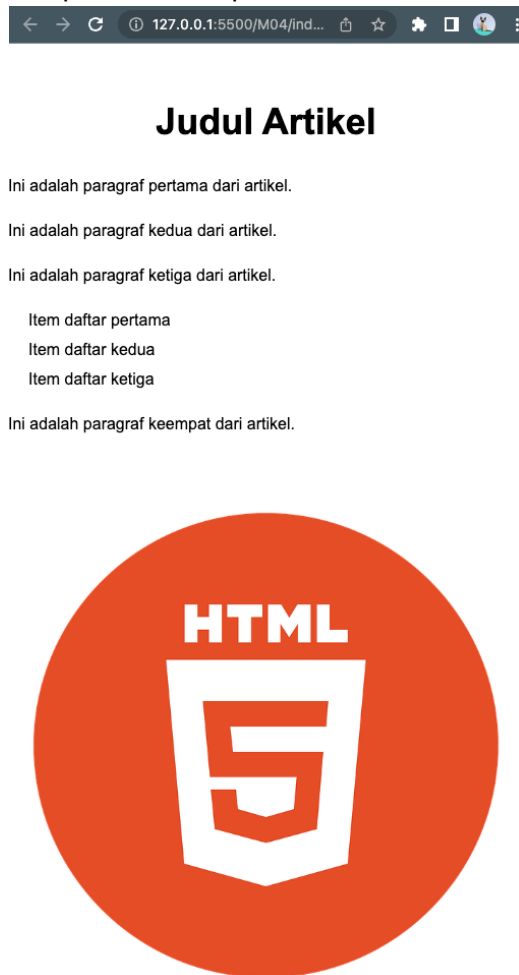 127.0.0.1:5500/M04/ind...
Judul Artikel
Ini adalah paragraf pertama dari artikel.
Ini adalah paragraf kedua dari artikel.
Ini adalah paragraf ketiga dari artikel.
Item daftar pertama
Item daftar kedua
Item daftar ketiga
Ini adalah paragraf keempat dari artikel.
HTML
5